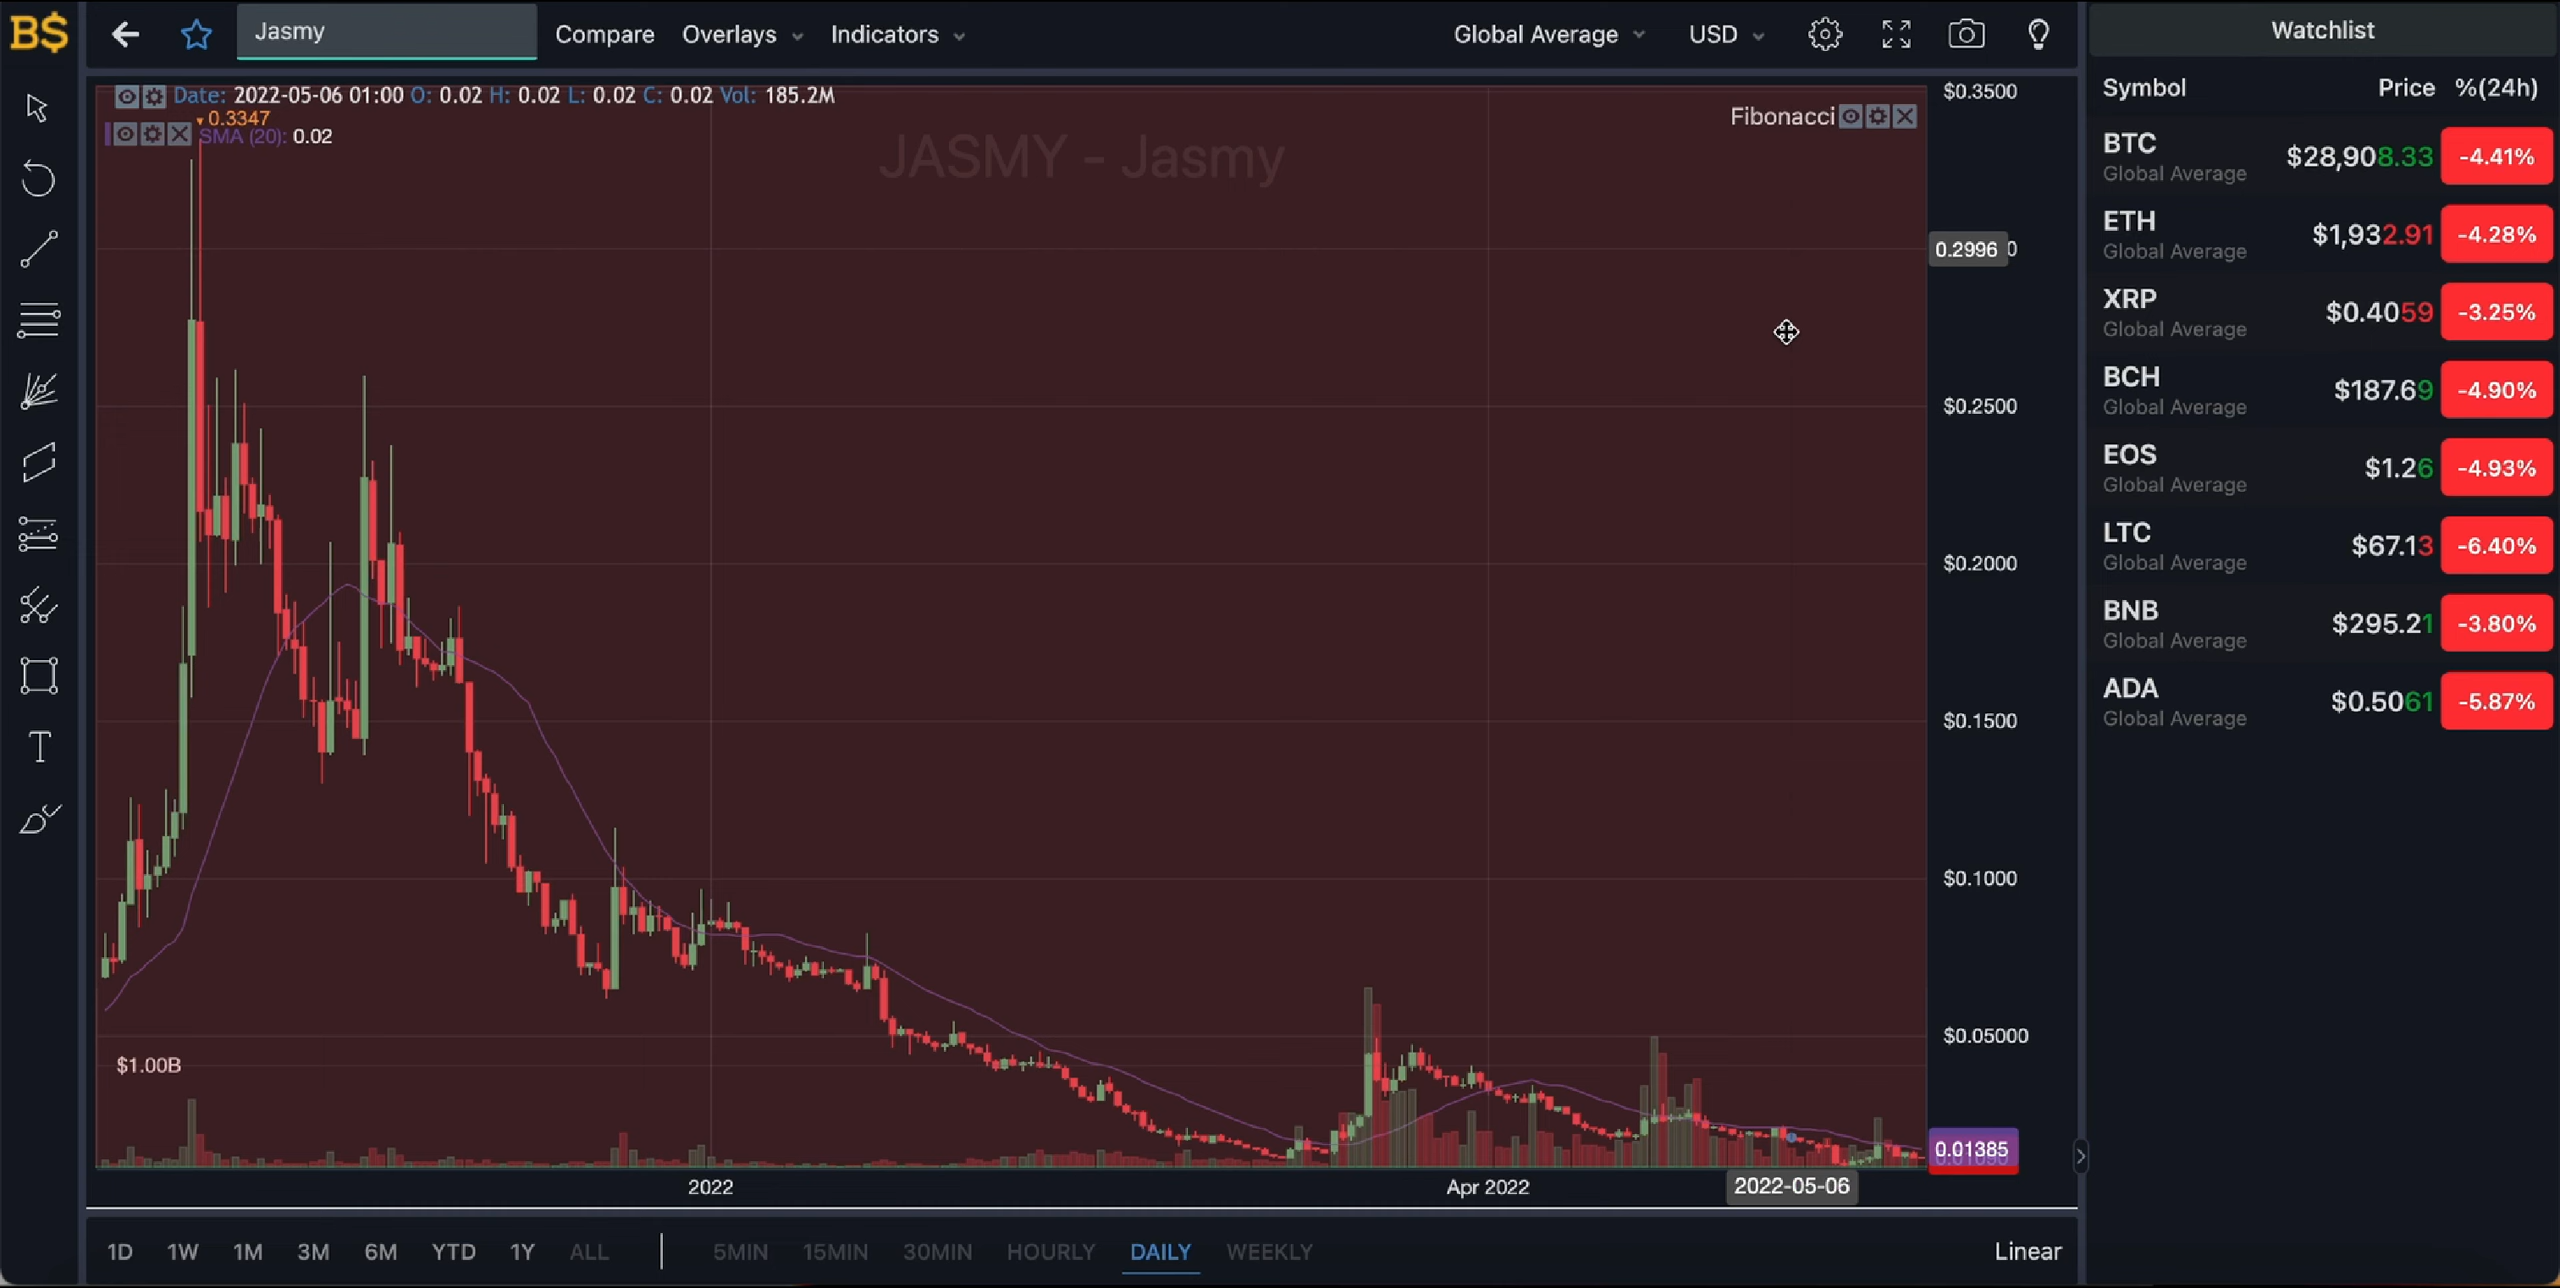 B$
Jasmy
Compare
Overlays
Indicators
Global Average
USD
Watchlist
Symbol Price %(24h)
Date: 2022-05-06 01:00 O: 0.02 H: 0.02 L: 0.02 C: 0.02 Vol: 185.2M
0.3347
SMA (20): 0.02
Fibonacci
JASMY - Jasmy
$0.3500
0.2996 0
$0.2500
$0.2000
$0.1500
$0.1000
$0.05000
0.01385
$1.00B
2022
Apr 2022
2022-05-06
1D 1W 1M 3M 6M YTD 1Y ALL
5MIN 15MIN 30MIN HOURLY DAILY WEEKLY
Linear
BTC $28,908.33 -4.41%
Global Average
ETH $1,932.91 -4.28%
Global Average
XRP $0.4059 -3.25%
Global Average
BCH $187.69 -4.90%
Global Average
EOS $1.26 -4.93%
Global Average
LTC $67.13 -6.40%
Global Average
BNB $295.21 -3.80%
Global Average
ADA $0.5061 -5.87%
Global Average